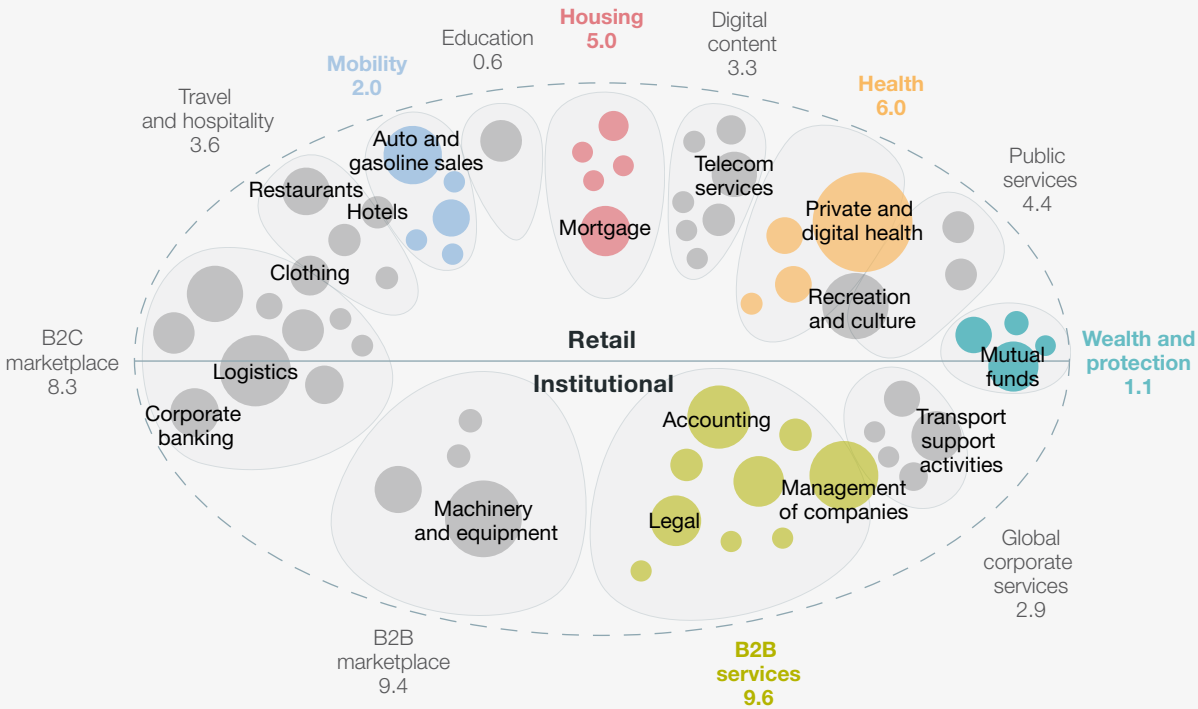 Housing
5.0
Digital
content
3.3
Education
0.6
Mobility
2.0
Health
6.0
Travel
and hospitality
3.6
Public
services
4.4
Auto and
gasoline sales
Telecom
services
Restaurants
Hotels
Mortgage
Private and
digital health
Clothing
Recreation
and culture
B2C
marketplace
8.3
Retail
Institutional
Wealth and
protection
1.1
Mutual
funds
Logistics
Corporate
banking
Accounting
Transport
support
activities
Management
of companies
Machinery
and equipment
Legal
Global
corporate
services
2.9
B2B
marketplace
9.4
B2B
services
9.6